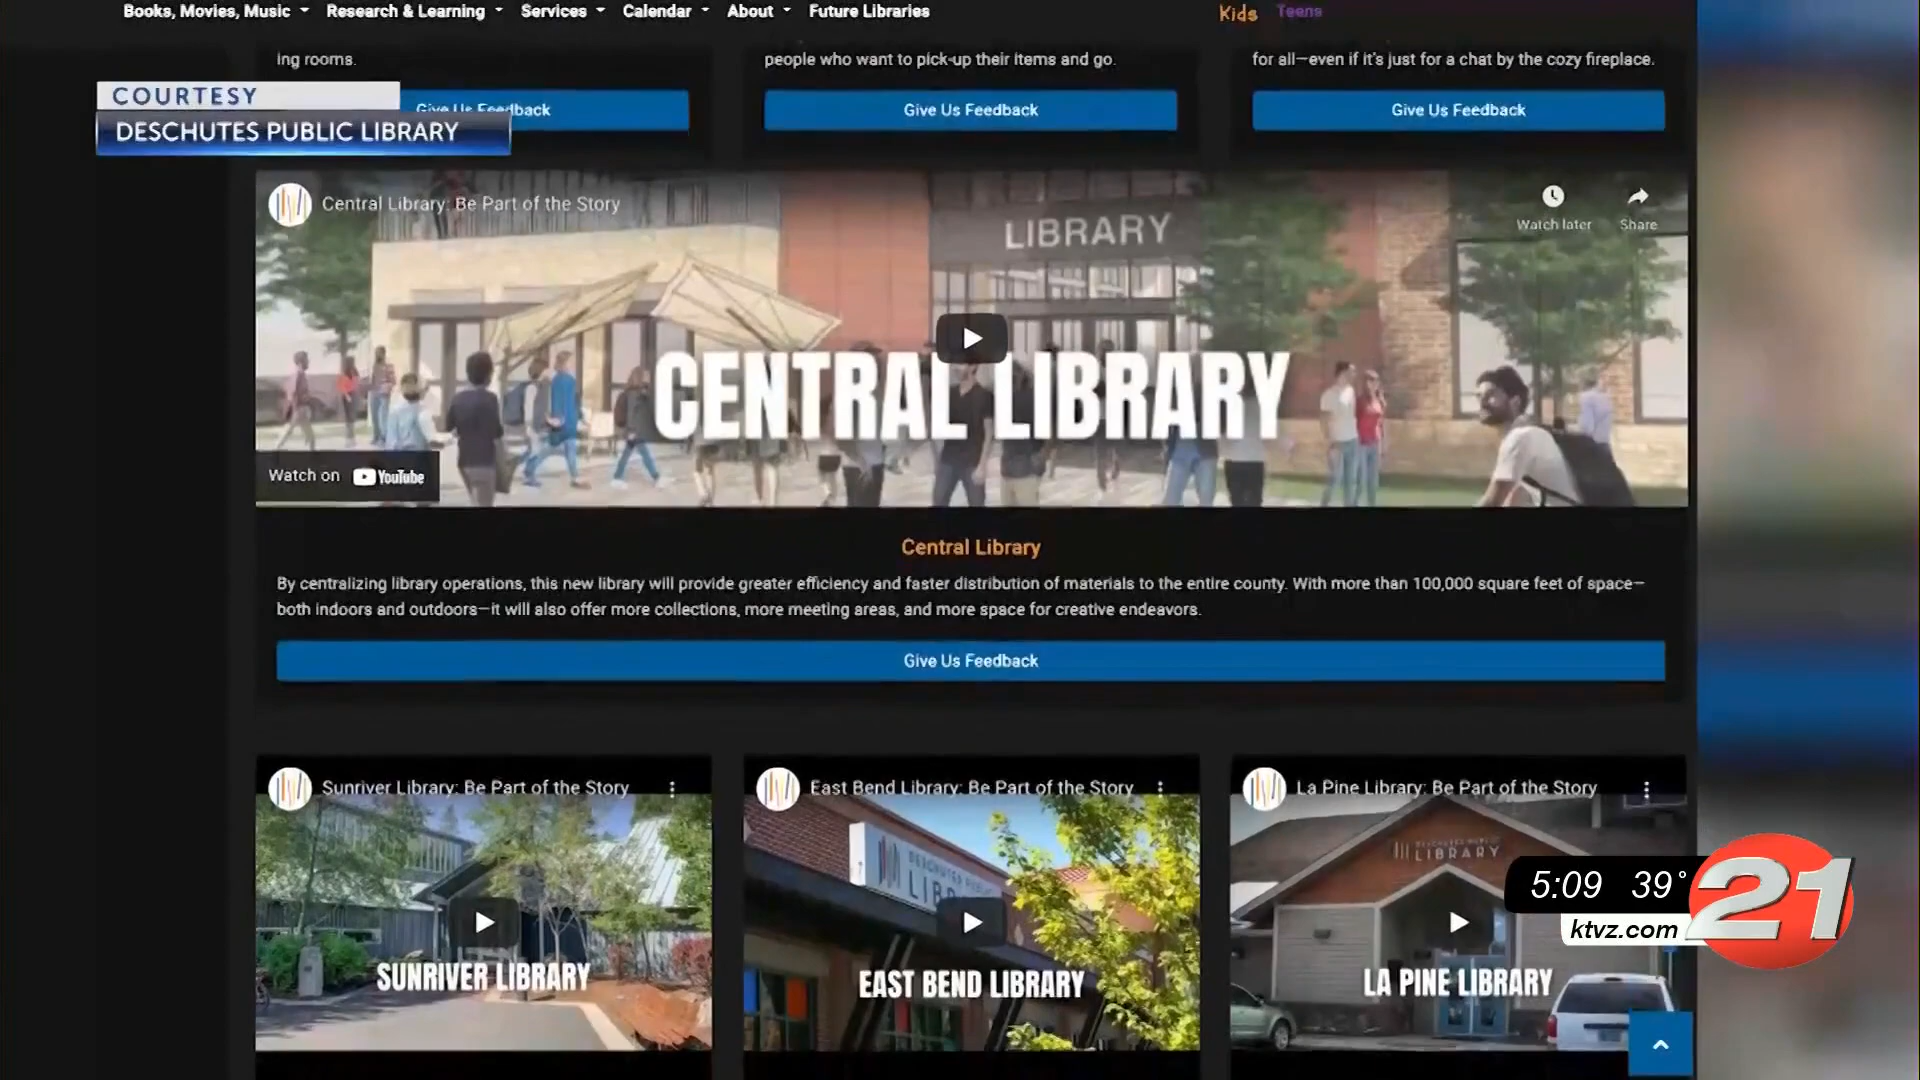 Books, Movies, Music Research & Learning Services Calendar About Future Libraries Kids Teens
ing rooms.
people who want to pick-up their items and go.
for all—even if it's just for a chat by the cozy fireplace.
COURTESY
DESCHUTES PUBLIC LIBRARY
Give Us Feedback
Give Us Feedback
Give Us Feedback
Central Library: Be Part of the Story
Watch later
Share
LIBRARY
CENTRAL LIBRARY
Watch on YouTube
Central Library
By centralizing library operations, this new library will provide greater efficiency and faster distribution of materials to the entire county. With more than 100,000 square feet of space—
both indoors and outdoors—it will also offer more collections, more meeting areas, and more space for creative endeavors.
Give Us Feedback
Sunriver Library: Be Part of the Story
East Bend Library: Be Part of the Story
La Pine Library: Be Part of the Story
DESCHUTES PUBLIC
LIBRARY
SUNRIVER LIBRARY
EAST BEND LIBRARY
LA PINE LIBRARY
5:09 39°
ktvz.com
21